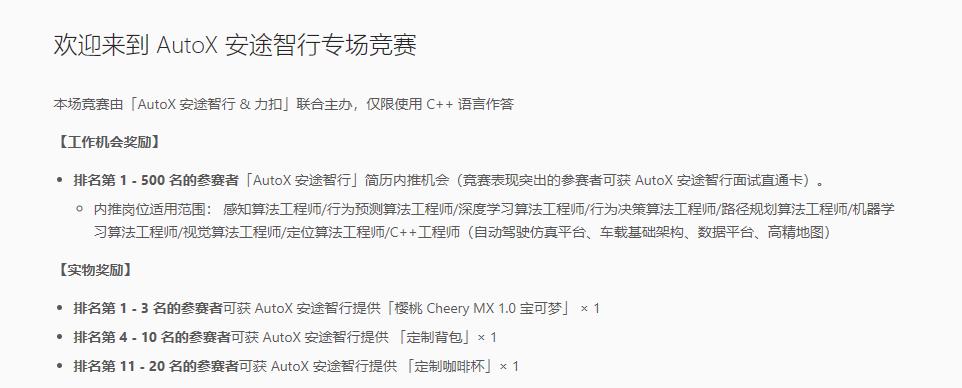 欢迎来到 AutoX 安途智行专场竞赛
本场竞赛由「AutoX 安途智行 & 力扣」联合主办，仅限使用 C++ 语言作答
【工作机会奖励】
• 排名第 1 - 500 名的参赛者「AutoX 安途智行」简历内推机会（竞赛表现突出的参赛者可获 AutoX 安途智行面试直通卡）。
◦ 内推岗位适用范围： 感知算法工程师/行为预测算法工程师/深度学习算法工程师/行为决策算法工程师/路径规划算法工程师/机器学
习算法工程师/视觉算法工程师/定位算法工程师/C++工程师（自动驾驶仿真平台、车载基础架构、数据平台、高精地图）
【实物奖励】
• 排名第 1 - 3 名的参赛者可获 AutoX 安途智行提供「樱桃 Cheery MX 1.0 宝可梦」 × 1
• 排名第 4 - 10 名的参赛者可获 AutoX 安途智行提供 「定制背包」× 1
• 排名第 11 - 20 名的参赛者可获 AutoX 安途智行提供 「定制咖啡杯」× 1